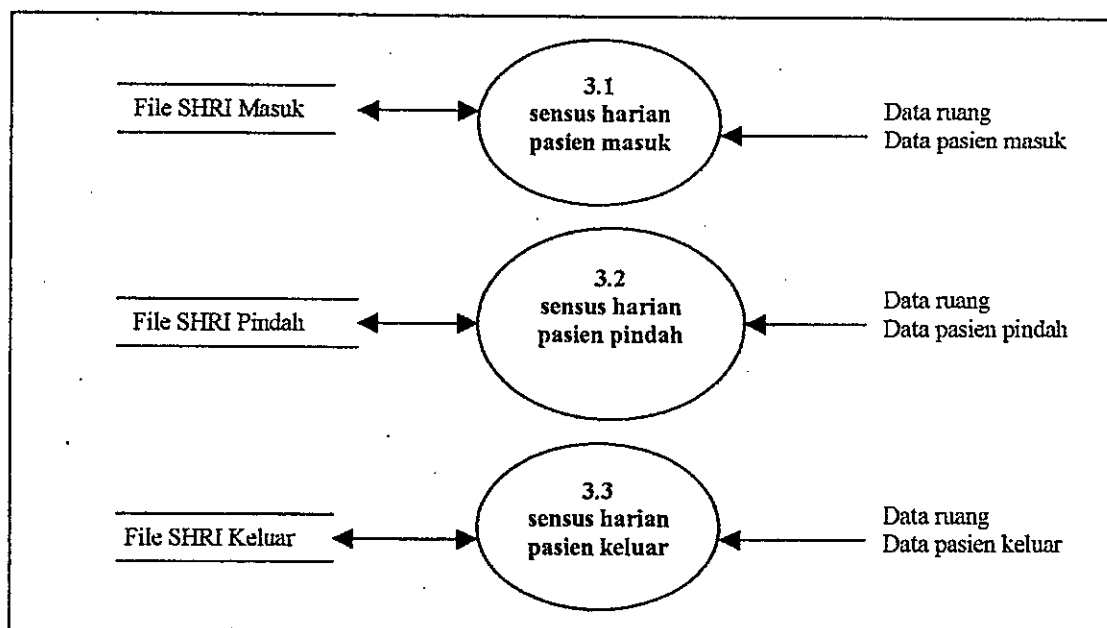 File SHRI Masuk
3.1
sensus harian
pasien masuk
Data ruang
Data pasien masuk
File SHRI Pindah
3.2
sensus harian
pasien pindah
Data ruang
Data pasien pindah
File SHRI Keluar
3.3
sensus harian
pasien keluar
Data ruang
Data pasien keluar